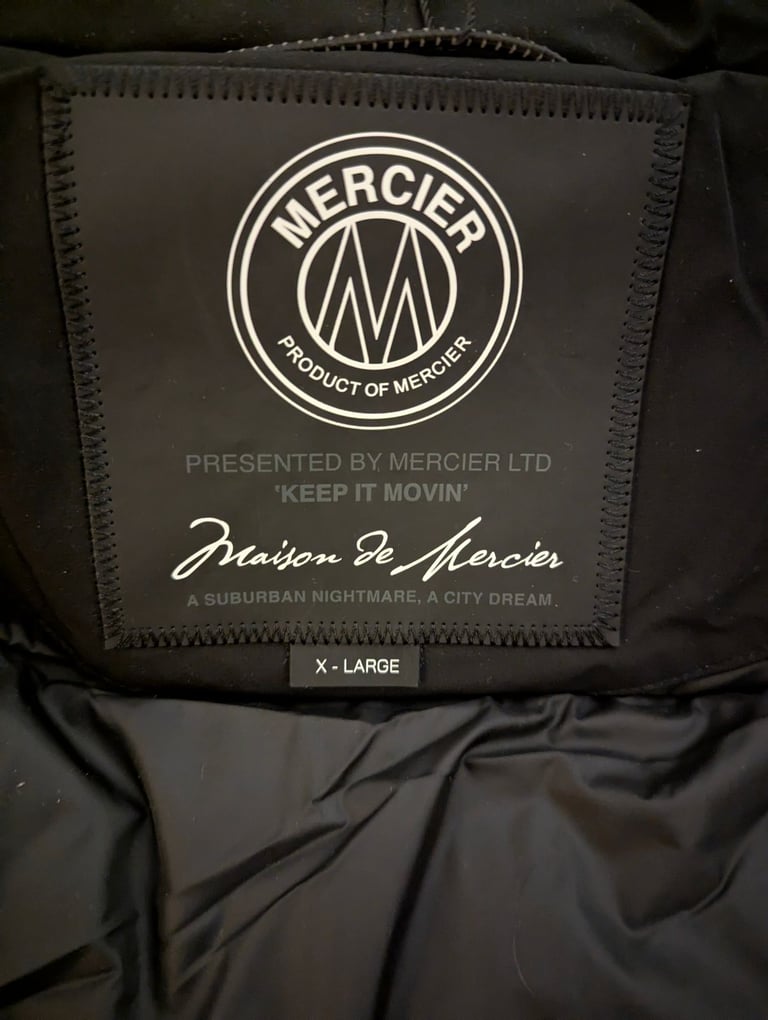 MERCIER
M
PRODUCT OF MERCIER
PRESENTED BY MERCIER LTD
'KEEP IT MOVIN'
Maison de Mercier
A SUBURBAN NIGHTMARE, A CITY DREAM
X - LARGE